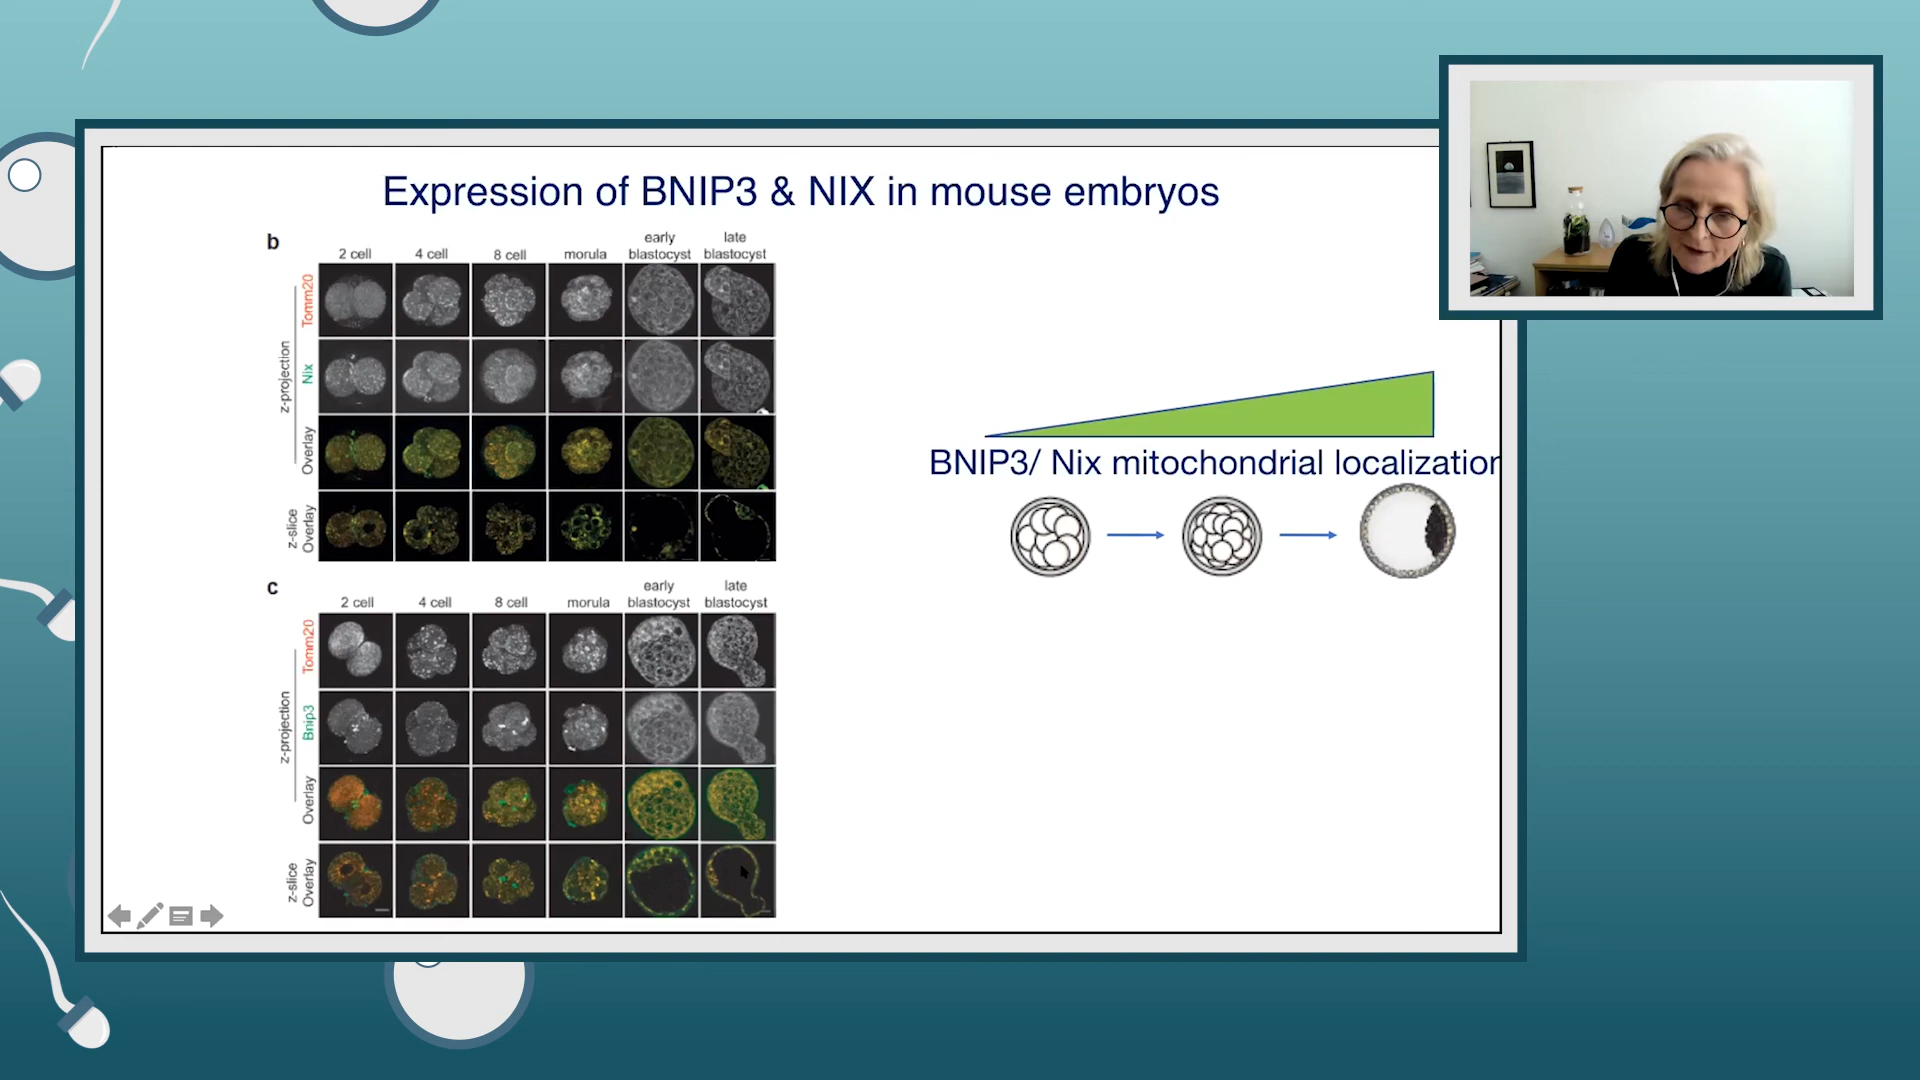 Expression of BNIP3 & NIX in mouse embryos
b
2 cell 4 cell 8 cell morula early blastocyst late blastocyst
z-projection
Tomm20
Nix
Overlay
z-slice
Overlay
BNIP3/ Nix mitochondrial localization
c
2 cell 4 cell 8 cell morula early blastocyst late blastocyst
z-projection
Tomm20
Bnip3
Overlay
z-slice
Overlay